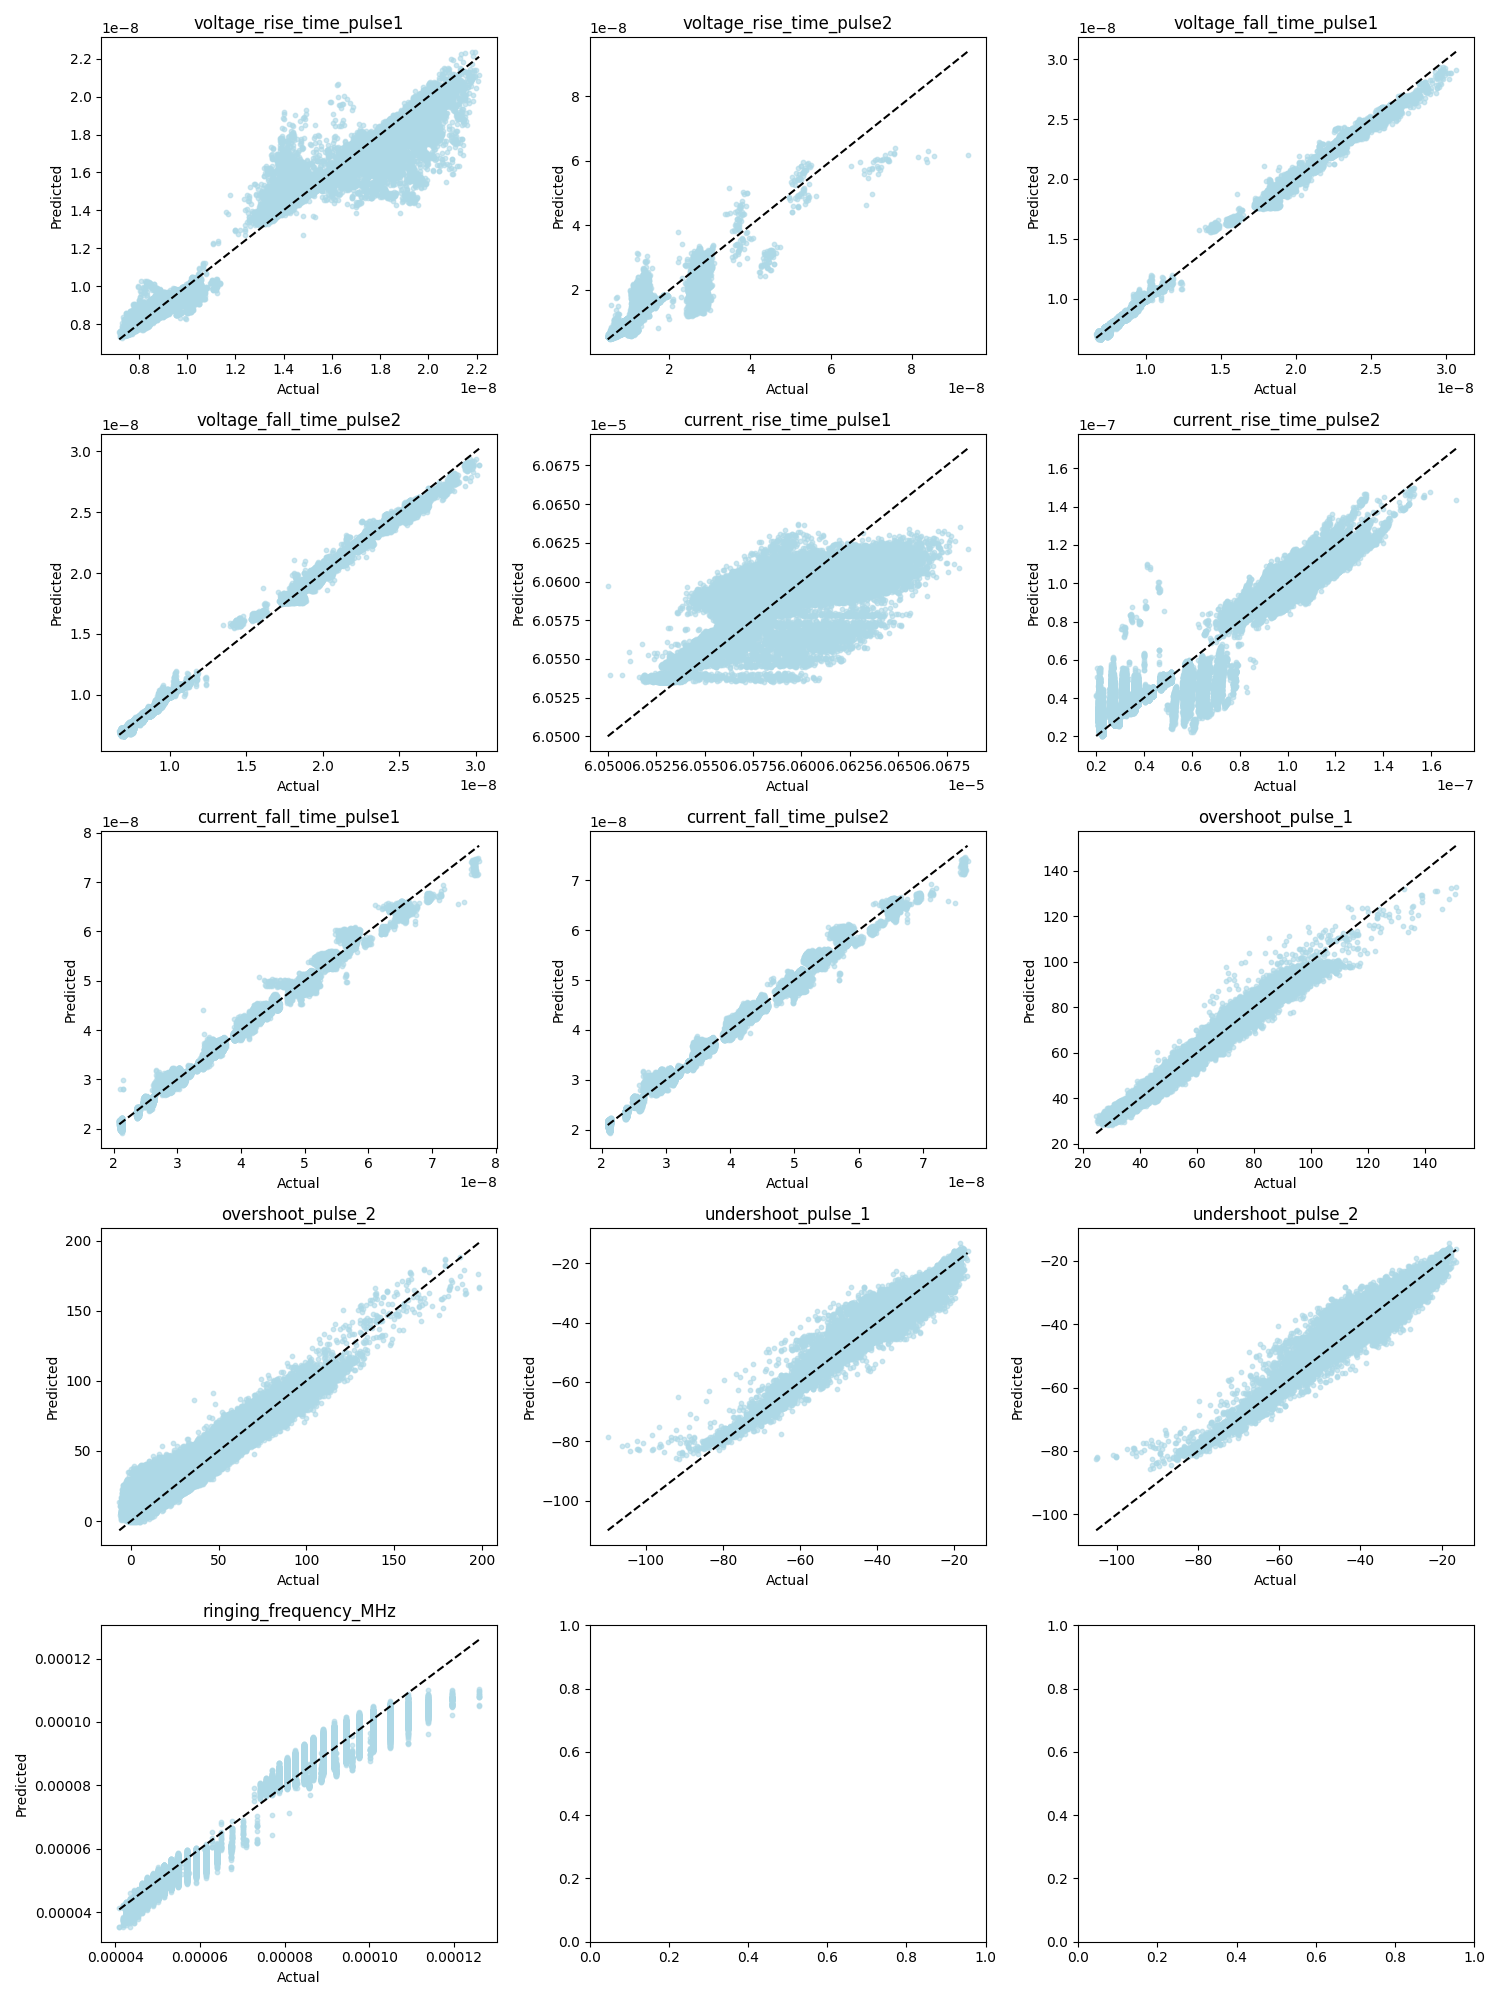 voltage_rise_time_pulse1
1e−8
2.2
2.0
1.8
1.6
1.4
1.2
1.0
0.8
Predicted
0.8 1.0 1.2 1.4 1.6 1.8 2.0 2.2
Actual
1e−8
voltage_rise_time_pulse2
1e−8
8
6
4
2
Predicted
2 4 6 8
Actual
1e−8
voltage_fall_time_pulse1
1e−8
3.0
2.5
2.0
1.5
1.0
Predicted
1.0 1.5 2.0 2.5 3.0
Actual
1e−8
voltage_fall_time_pulse2
1e−8
3.0
2.5
2.0
1.5
1.0
Predicted
1.0 1.5 2.0 2.5 3.0
Actual
1e−8
current_rise_time_pulse1
1e−5
6.0675
6.0650
6.0625
6.0600
6.0575
6.0550
6.0525
6.0500
Predicted
6.0500 6.0525 6.0550 6.0575 6.0600 6.0625 6.0650 6.0675
Actual
1e−5
current_rise_time_pulse2
1e−7
1.6
1.4
1.2
1.0
0.8
0.6
0.4
0.2
Predicted
0.2 0.4 0.6 0.8 1.0 1.2 1.4 1.6
Actual
1e−7
current_fall_time_pulse1
1e−8
8
7
6
5
4
3
2
Predicted
2 3 4 5 6 7 8
Actual
1e−8
current_fall_time_pulse2
1e−8
7
6
5
4
3
2
Predicted
2 3 4 5 6 7
Actual
1e−8
overshoot_pulse_1
140
120
100
80
60
40
20
Predicted
20 40 60 80 100 120 140
Actual
overshoot_pulse_2
200
150
100
50
0
Predicted
0 50 100 150 200
Actual
undershoot_pulse_1
−20
−40
−60
−80
−100
Predicted
−100 −80 −60 −40 −20
Actual
undershoot_pulse_2
−20
−40
−60
−80
−100
Predicted
−100 −80 −60 −40 −20
Actual
ringing_frequency_MHz
0.00012
0.00010
0.00008
0.00006
0.00004
Predicted
0.00004 0.00006 0.00008 0.00010 0.00012
Actual
1.0
0.8
0.6
0.4
0.2
0.0
0.0 0.2 0.4 0.6 0.8 1.0
1.0
0.8
0.6
0.4
0.2
0.0
0.0 0.2 0.4 0.6 0.8 1.0